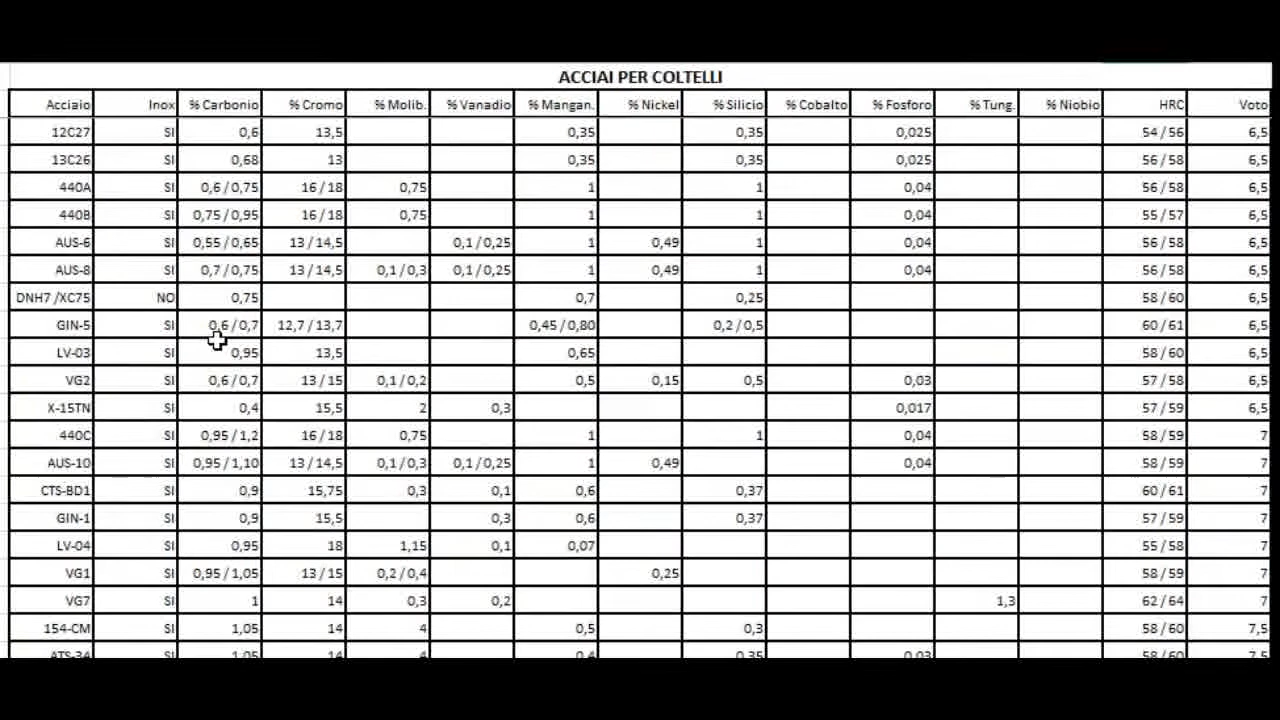 ACCIAI PER COLTELLI
Acciaio Inox % Carbonio % Cromo % Molib. % Vanadio % Mangan. % Nickel % Silicio % Cobalto % Fosforo % Tung. % Niobio HRC Voto
12C27 SI 0,6 13,5 0,35 0,35 0,025 54 / 56 6,5
13C26 SI 0,68 13 0,35 0,35 0,025 56 / 58 6,5
440A SI 0,6 / 0,75 16 / 18 0,75 1 1 0,04 56 / 58 6,5
440B SI 0,75 / 0,95 16 / 18 0,75 1 1 0,04 55 / 57 6,5
AUS-6 SI 0,55 / 0,65 13 / 14,5 0,1 / 0,25 1 0,49 1 0,04 56 / 58 6,5
AUS-8 SI 0,7 / 0,75 13 / 14,5 0,1 / 0,3 0,1 / 0,25 1 0,49 1 0,04 56 / 58 6,5
DNH7 /XC75 NO 0,75 0,7 0,25 58 / 60 6,5
GIN-5 SI 0,6 / 0,7 12,7 / 13,7 0,45 / 0,80 0,2 / 0,5 60 / 61 6,5
LV-03 SI 0,95 13,5 0,65 58 / 60 6,5
VG2 SI 0,6 / 0,7 13 / 15 0,1 / 0,2 0,5 0,15 0,5 0,03 57 / 58 6,5
X-15TN SI 0,4 15,5 2 0,3 0,017 57 / 59 6,5
440C SI 0,95 / 1,2 16 / 18 0,75 1 1 0,04 58 / 59 7
AUS-10 SI 0,95 / 1,10 13 / 14,5 0,1 / 0,3 0,1 / 0,25 1 0,49 0,04 58 / 59 7
CTS-BD1 SI 0,9 15,75 0,3 0,1 0,6 0,37 60 / 61 7
GIN-1 SI 0,9 15,5 0,3 0,6 0,37 57 / 59 7
LV-04 SI 0,95 18 1,15 0,1 0,07 55 / 58 7
VG1 SI 0,95 / 1,05 13 / 15 0,2 / 0,4 0,25 58 / 59 7
VG7 SI 1 14 0,3 0,2 1,3 62 / 64 7
154-CM SI 1,05 14 4 0,5 0,3 58 / 60 7,5
ATS-34 SI 1,05 14 4 0,4 0,35 0,03 58 / 60 7,5